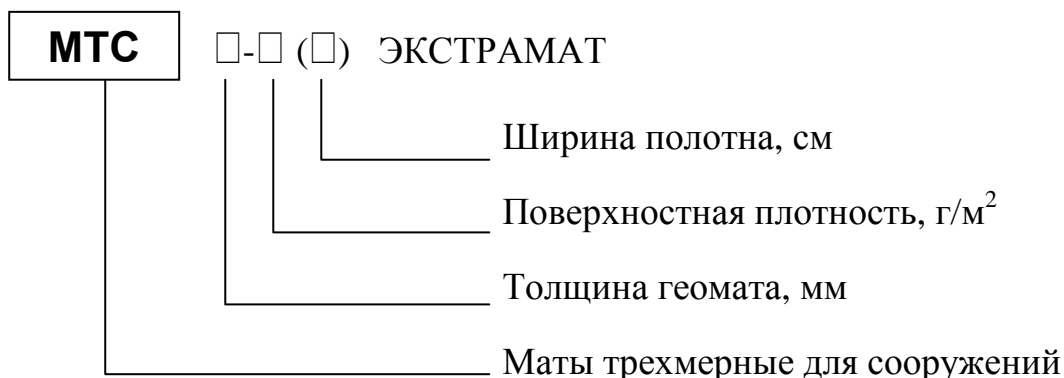 МТС □-□ (□) ЭКСТРАМАТ
Ширина полотна, см
Поверхностная плотность, г/м²
Толщина геомата, мм
Маты трехмерные для сооружений